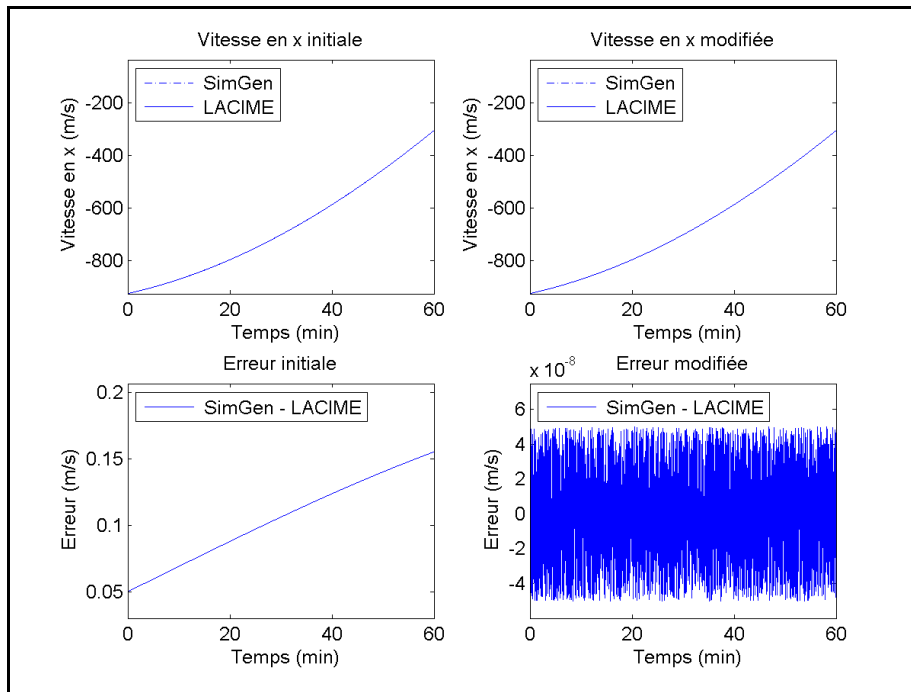 Vitesse en x initiale
SimGen
LACIME
Vitesse en x (m/s)
-200
-400
-600
-800
0
20
40
60
Temps (min)
Vitesse en x modifiée
SimGen
LACIME
Vitesse en x (m/s)
-200
-400
-600
-800
0
20
40
60
Temps (min)
Erreur initiale
SimGen - LACIME
Erreur (m/s)
0.2
0.15
0.1
0.05
0
20
40
60
Temps (min)
x 10⁻⁸
Erreur modifiée
SimGen - LACIME
Erreur (m/s)
6
4
2
0
-2
-4
0
20
40
60
Temps (min)